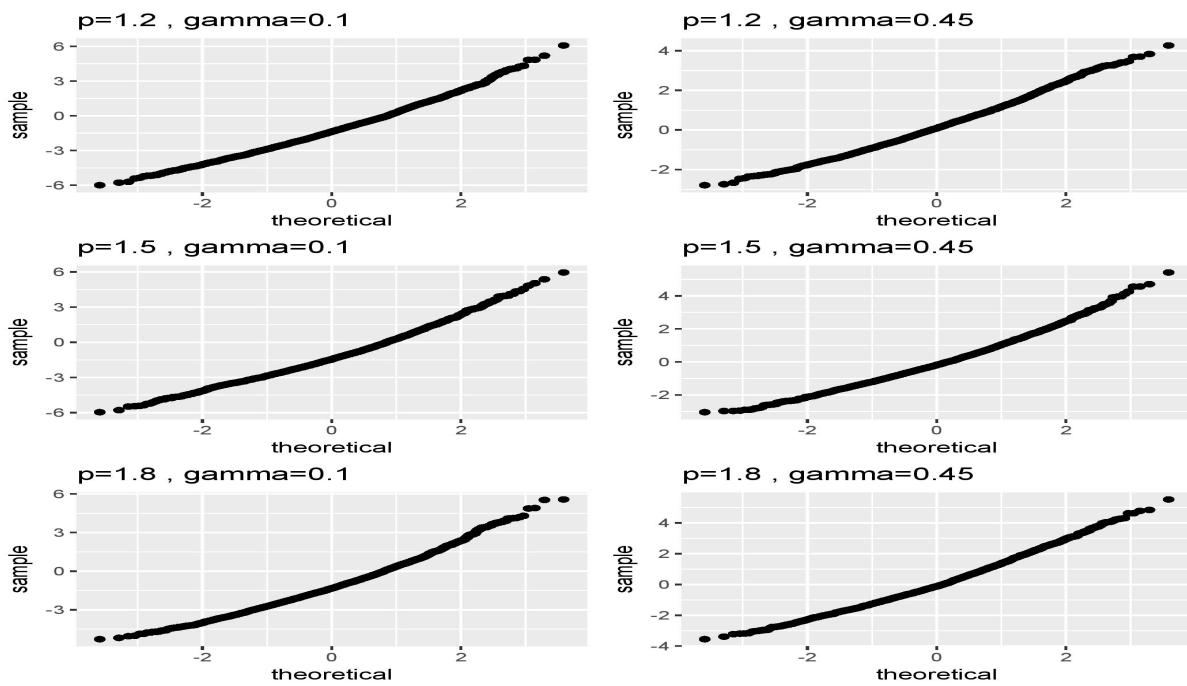 p=1.2 , gamma=0.1
6
3
0
-3
-6
sample
-2
0
2
theoretical
p=1.2 , gamma=0.45
4
2
0
-2
sample
-2
0
2
theoretical
p=1.5 , gamma=0.1
6
3
0
-3
-6
sample
-2
0
2
theoretical
p=1.5 , gamma=0.45
4
2
0
-2
sample
-2
0
2
theoretical
p=1.8 , gamma=0.1
6
3
0
-3
sample
-2
0
2
theoretical
p=1.8 , gamma=0.45
4
2
0
-2
-4
sample
-2
0
2
theoretical